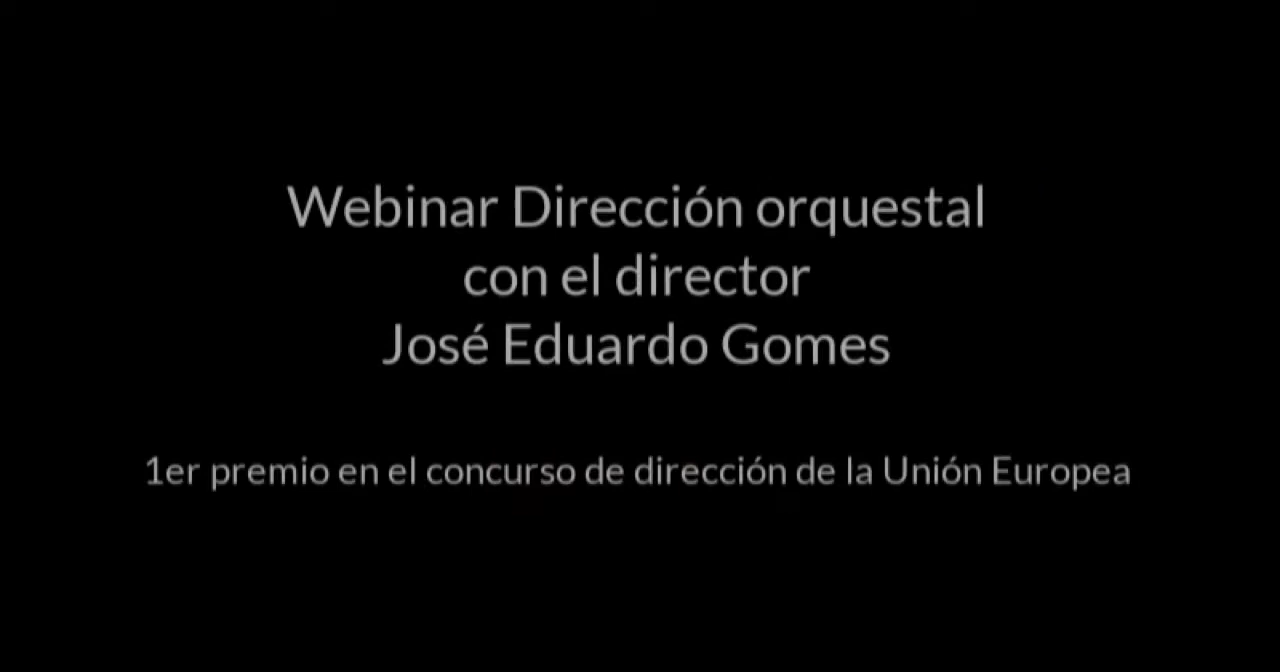 Webinar Dirección orquestal
con el director
José Eduardo Gomes
1er premio en el concurso de dirección de la Unión Europea